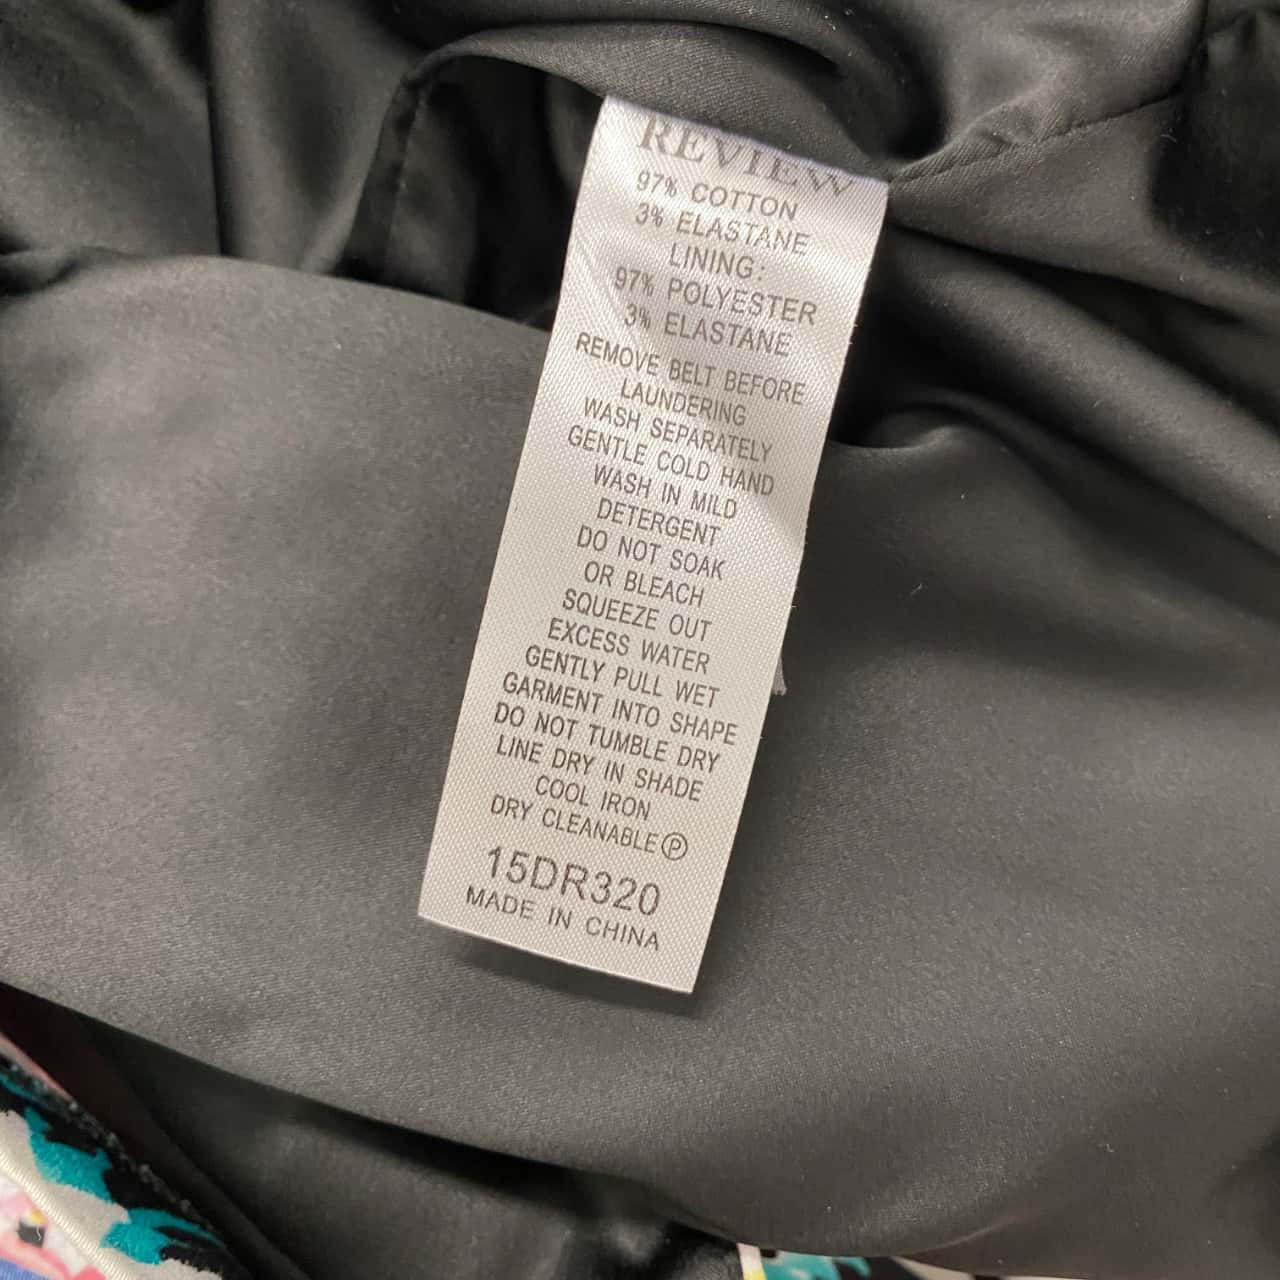 REVIEW
97% COTTON
3% ELASTANE
LINING:
97% POLYESTER
3% ELASTANE
REMOVE BELT BEFORE
LAUNDERING
WASH SEPARATELY
GENTLE COLD HAND
WASH IN MILD
DETERGENT
DO NOT SOAK
OR BLEACH
SQUEEZE OUT
EXCESS WATER
GENTLY PULL WET
GARMENT INTO SHAPE
DO NOT TUMBLE DRY
LINE DRY IN SHADE
COOL IRON
DRY CLEANABLE Ⓟ
15DR320
MADE IN CHINA